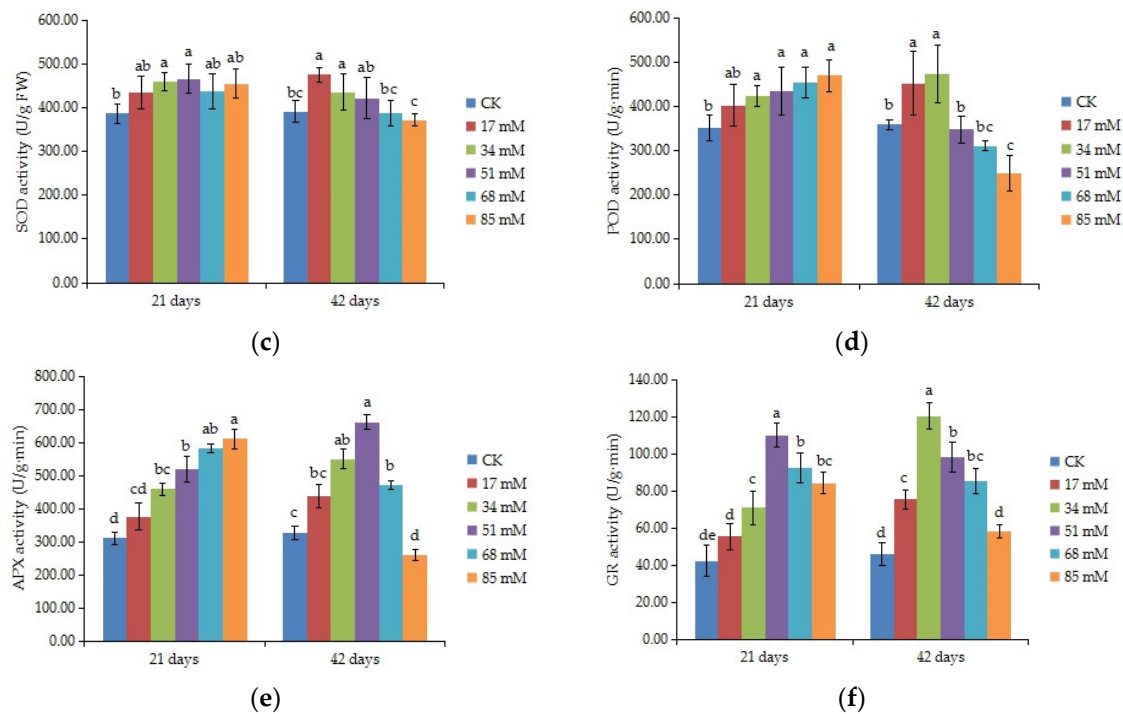 600.00
500.00
400.00
300.00
200.00
100.00
0.00
SOD activity (U/g FW)
b ab a a ab ab
bc a a ab bc c
21 days 42 days
CK
17 mM
34 mM
51 mM
68 mM
85 mM
(c)
600.00
500.00
400.00
300.00
200.00
100.00
0.00
POD activity (U/g·min)
b ab a a a a
b a a b bc c
21 days 42 days
CK
17 mM
34 mM
51 mM
68 mM
85 mM
(d)
800.00
700.00
600.00
500.00
400.00
300.00
200.00
100.00
0.00
APX activity (U/g·min)
d cd bc b ab a
c bc ab a b d
21 days 42 days
CK
17 mM
34 mM
51 mM
68 mM
85 mM
(e)
140.00
120.00
100.00
80.00
60.00
40.00
20.00
0.00
GR activity (U/g·min)
de d c a b bc
d c a b bc d
21 days 42 days
CK
17 mM
34 mM
51 mM
68 mM
85 mM
(f)